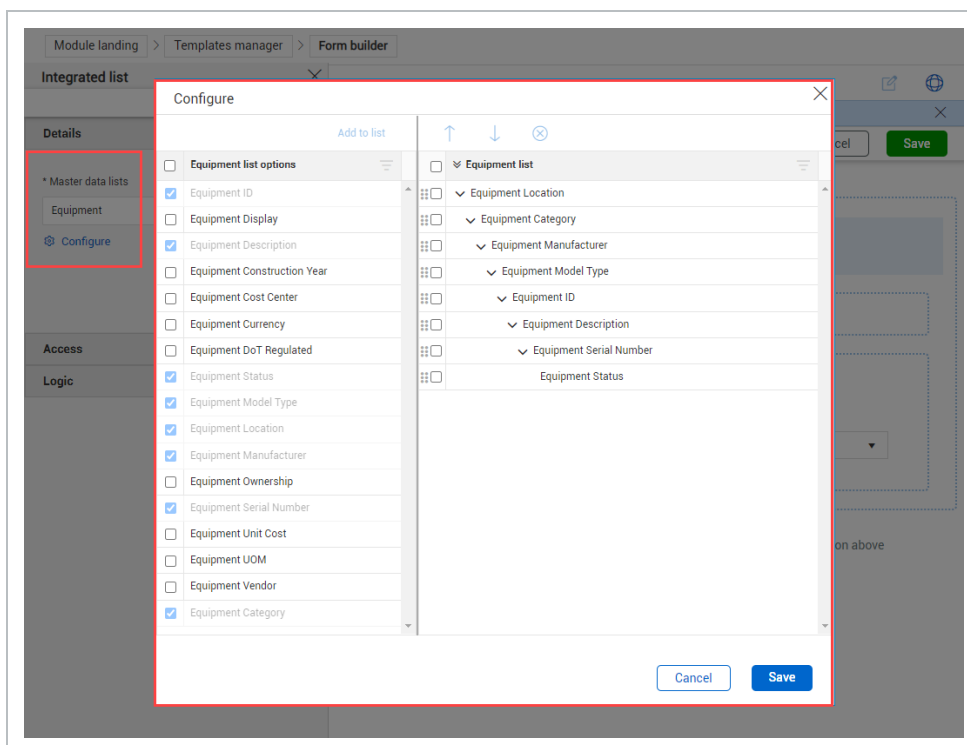 Module landing > Templates manager > Form builder
Integrated list
Details
* Master data lists
Equipment
Configure
Access
Logic
cel
Save
on above
Configure
Add to list
Equipment list options
Equipment ID
Equipment Display
Equipment Description
Equipment Construction Year
Equipment Cost Center
Equipment Currency
Equipment DoT Regulated
Equipment Status
Equipment Model Type
Equipment Location
Equipment Manufacturer
Equipment Ownership
Equipment Serial Number
Equipment Unit Cost
Equipment UOM
Equipment Vendor
Equipment Category
Equipment list
Equipment Location
Equipment Category
Equipment Manufacturer
Equipment Model Type
Equipment ID
Equipment Description
Equipment Serial Number
Equipment Status
Cancel
Save